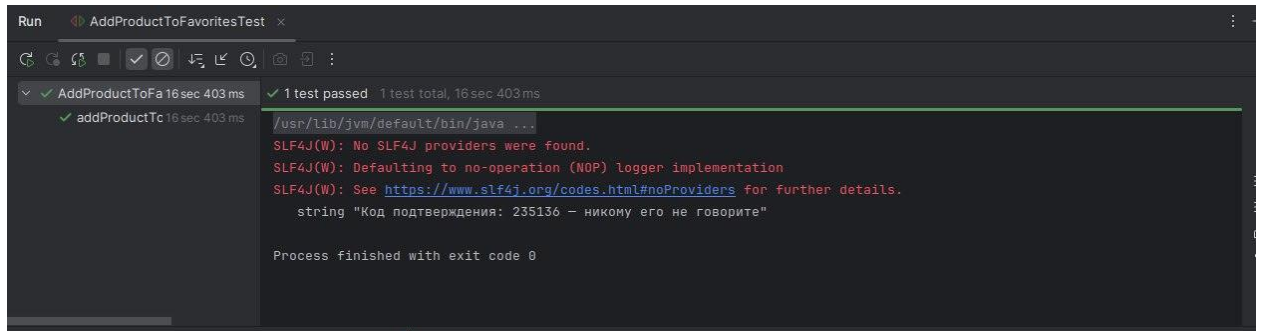 Run AddProductToFavoritesTest ×
AddProductToFa 16 sec 403 ms
addProductTc 16 sec 403 ms
1 test passed 1 test total, 16 sec 403 ms
/usr/lib/jvm/default/bin/java ...
SLF4J(W): No SLF4J providers were found.
SLF4J(W): Defaulting to no-operation (NOP) logger implementation
SLF4J(W): See https://www.slf4j.org/codes.html#noProviders for further details.
string "Код подтверждения: 235136 — никому его не говорите"
Process finished with exit code 0